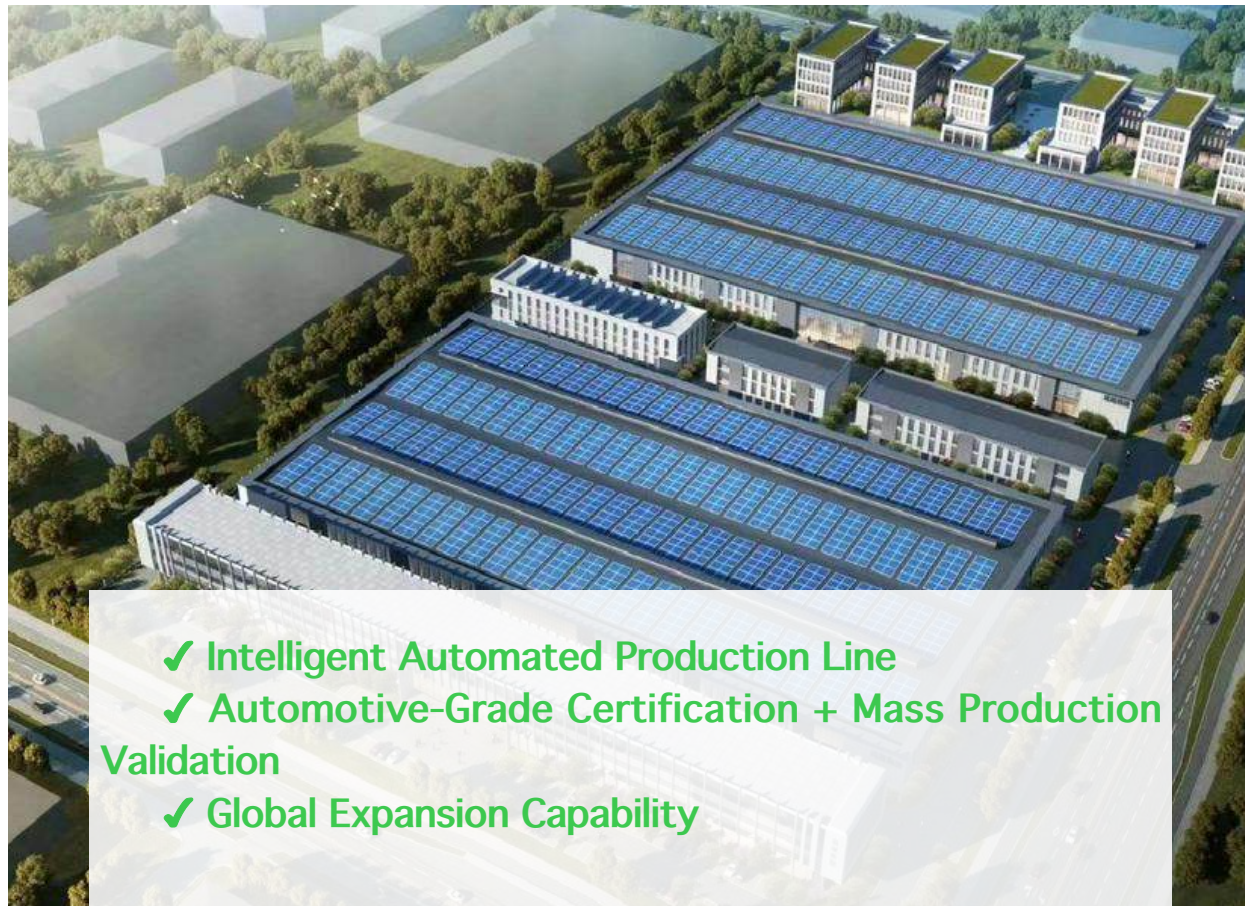 ✓ Intelligent Automated Production Line
✓ Automotive-Grade Certification + Mass Production
Validation
✓ Global Expansion Capability